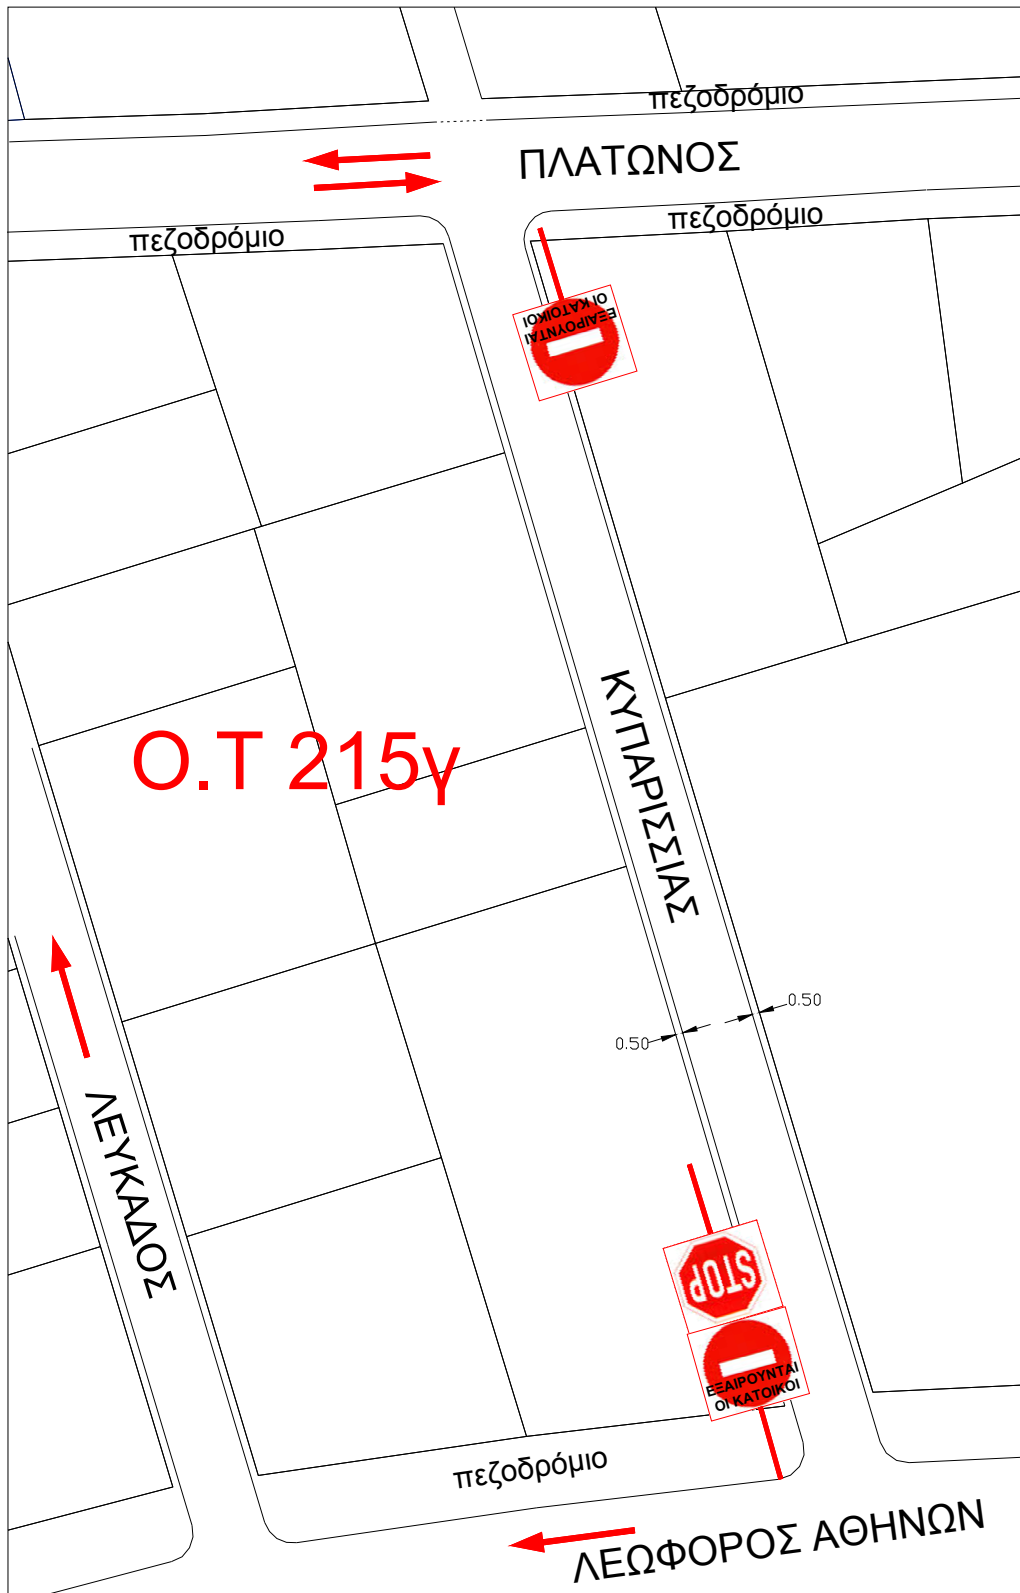 πεζοδρόμιο
ΠΛΑΤΩΝΟΣ
πεζοδρόμιο
πεζοδρόμιο
ΕΞΑΙΡΟΥΝΤΑΙ
ΟΙ ΚΑΤΟΙΚΟΙ
Ο.Τ 215γ
ΚΥΠΑΡΙΣΣΙΑΣ
0.50
0.50
ΛΕΥΚΑΔΟΣ
STOP
ΕΞΑΙΡΟΥΝΤΑΙ
ΟΙ ΚΑΤΟΙΚΟΙ
πεζοδρόμιο
ΛΕΩΦΟΡΟΣ ΑΘΗΝΩΝ